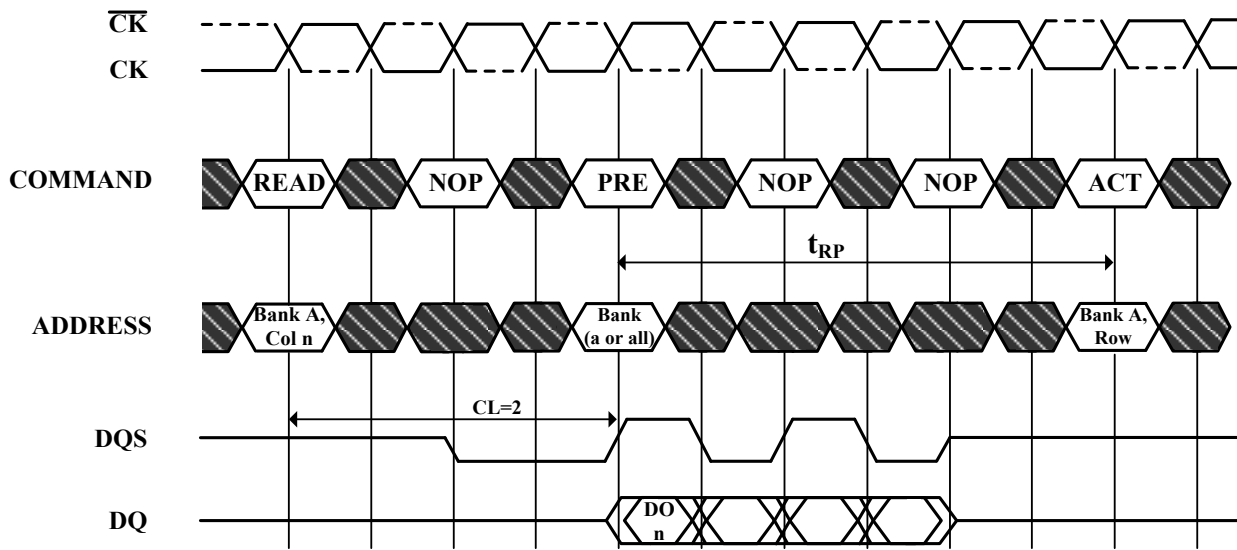 CK
CK
COMMAND
READ NOP PRE NOP NOP ACT
tRP
ADDRESS
Bank A, Col n
Bank (a or all)
Bank A, Row
CL=2
DQS
DQ
DO n